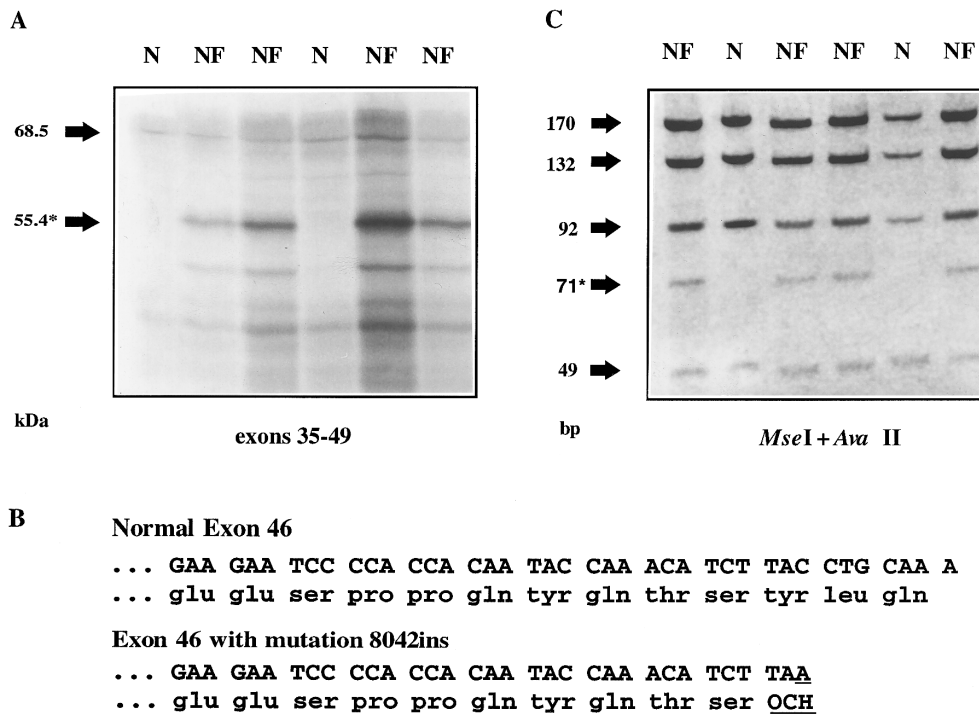 A
N NF NF N NF NF
68.5
55.4*
kDa
exons 35-49
C
NF N NF NF N NF
170
132
92
71*
49
bp
MseI + Ava II
B
Normal Exon 46
... GAA GAA TCC CCA CCA CAA TAC CAA ACA TCT TAC CTG CAA A
... glu glu ser pro pro gln tyr gln thr ser tyr leu gln
Exon 46 with mutation 8042ins
... GAA GAA TCC CCA CCA CAA TAC CAA ACA TCT TAA
... glu glu ser pro pro gln tyr gln thr ser OCH